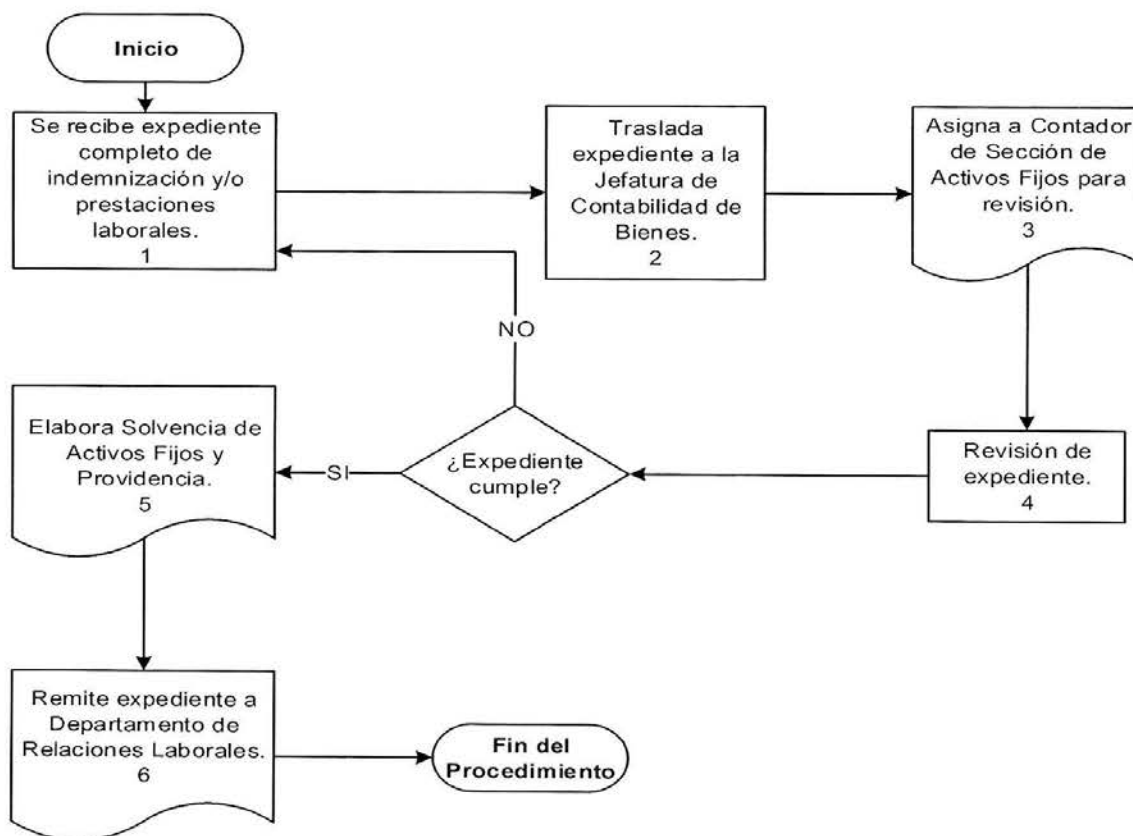 Inicio
Se recibe expediente
completo de
indemnización y/o
prestaciones
laborales.
1
Traslada
expediente a la
Jefatura de
Contabilidad de
Bienes.
2
Asigna a Contador
de Sección de
Activos Fijos para
revisión.
3
Revisión de
expediente.
4
¿Expediente
cumple?
NO
SI
Elabora Solvencia de
Activos Fijos y
Providencia.
5
Remite expediente a
Departamento de
Relaciones Laborales.
6
Fin del
Procedimiento